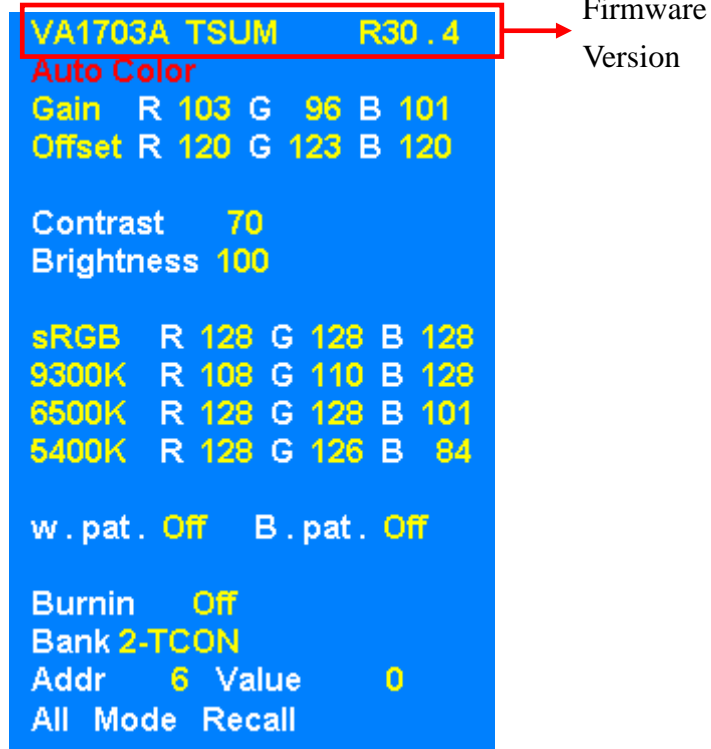 VA1703A TSUM R30 . 4
Firmware
Version
Auto Color
Gain R 103 G 96 B 101
Offset R 120 G 123 B 120
Contrast 70
Brightness 100
sRGB R 128 G 128 B 128
9300K R 108 G 110 B 128
6500K R 128 G 128 B 101
5400K R 128 G 126 B 84
w . pat . Off B . pat . Off
Burnin Off
Bank 2-TCON
Addr 6 Value 0
All Mode Recall